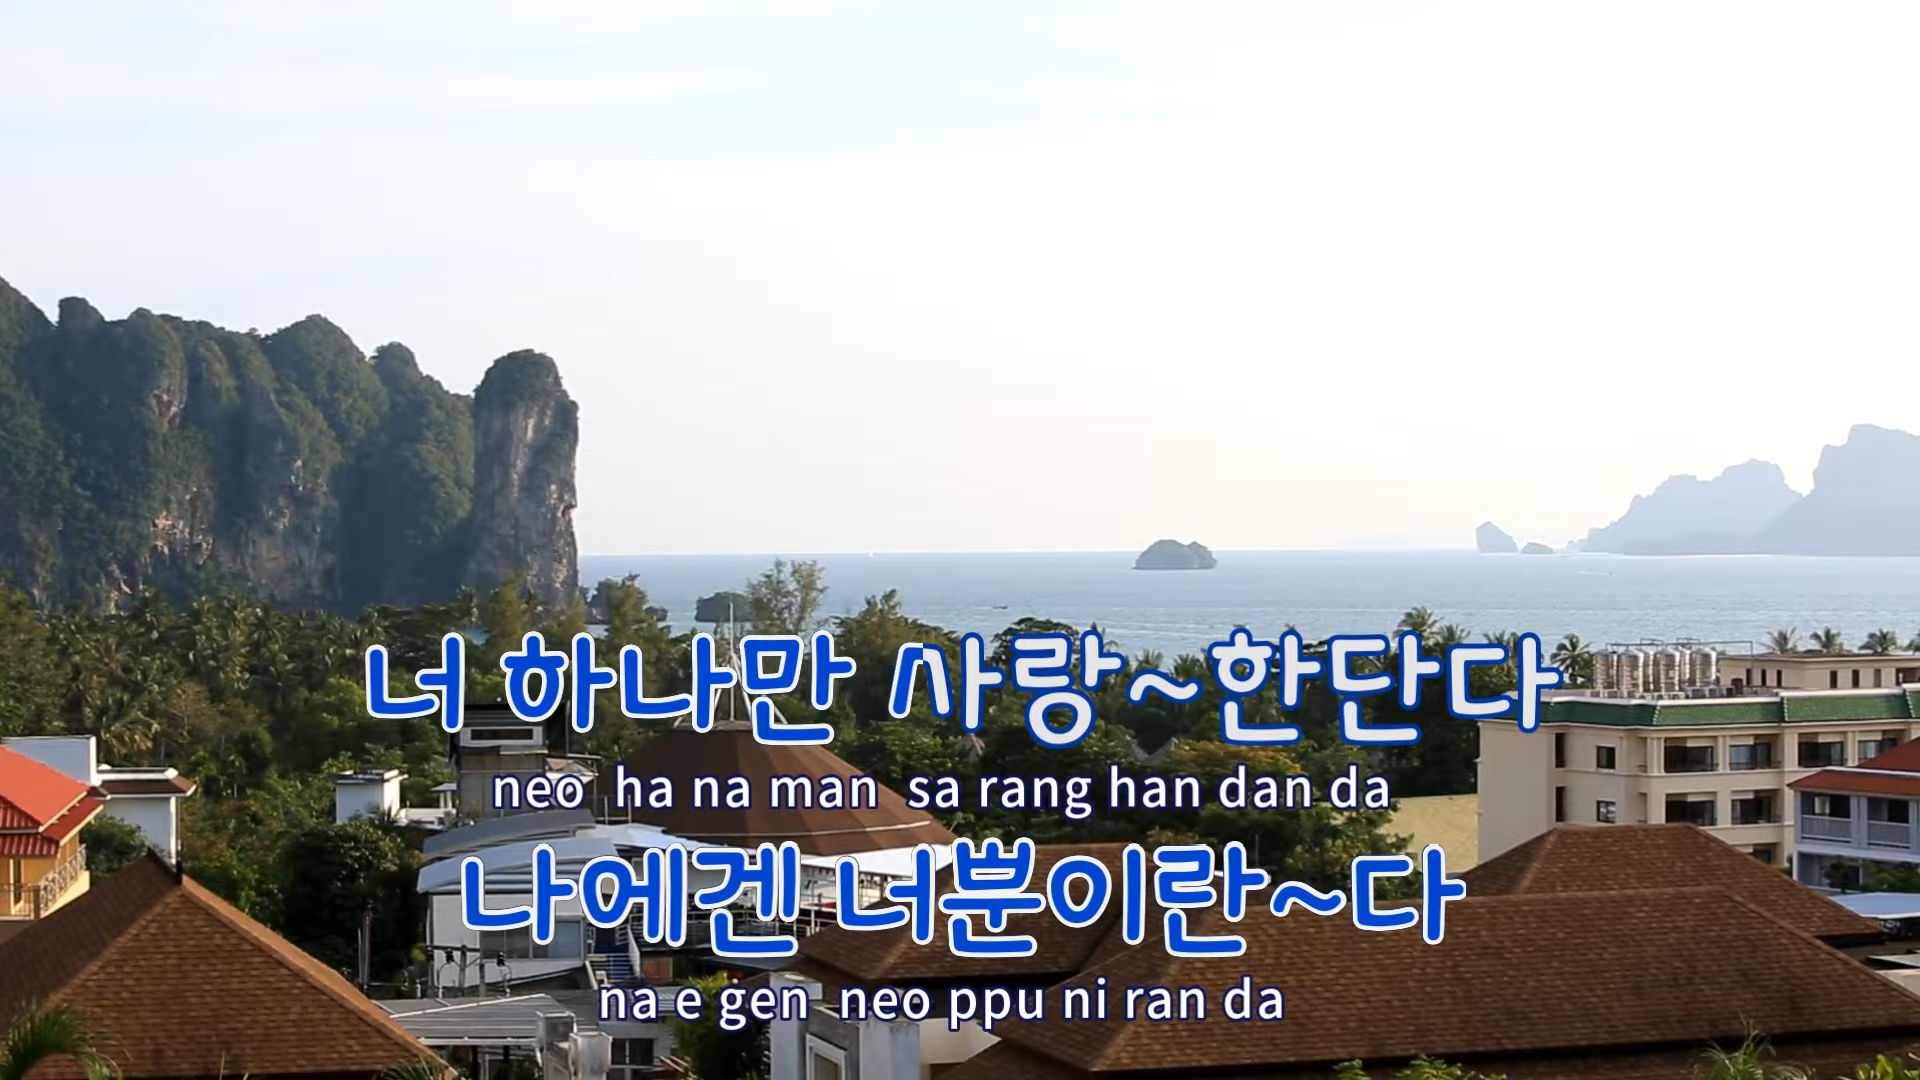 너 하나만 사랑~한단다
neo ha na man sa rang han dan da
나에겐 너뿐이란~다
na e gen neo ppu ni ran da